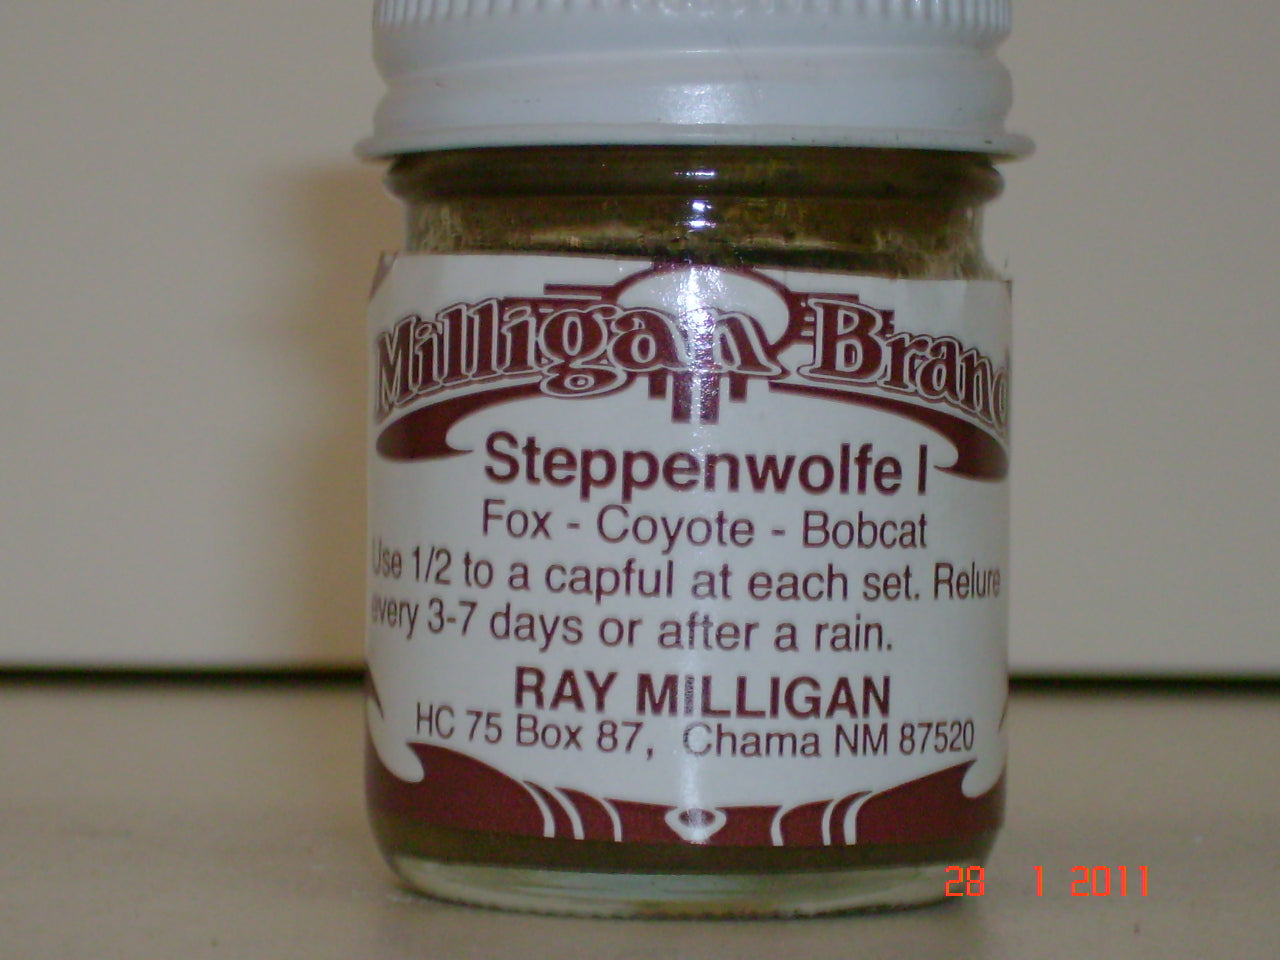 Milligan Brand
Steppenwolfe I
Fox - Coyote - Bobcat
Use 1/2 to a capful at each set. Relure
every 3-7 days or after a rain.
RAY MILLIGAN
HC 75 Box 87, Chama NM 87520
28 1 2011